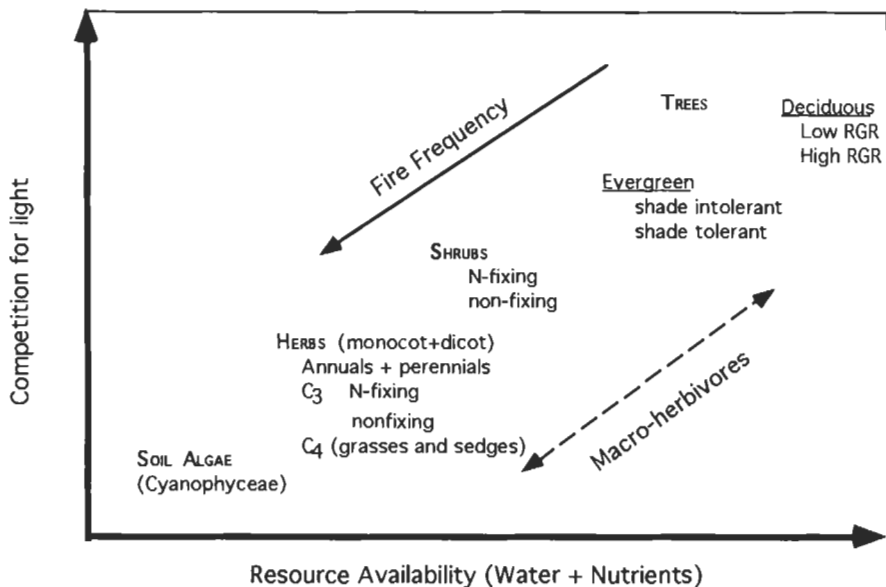 Competition for light
Fire Frequency
TREES
Deciduous
Low RGR
High RGR
Evergreen
shade intolerant
shade tolerant
SHRUBS
N-fixing
non-fixing
HERBS (monocot+dicot)
Annuals + perennials
C3 N-fixing
nonfixing
C4 (grasses and sedges)
Macro-herbivores
SOIL ALGAE
(Cyanophyceae)
Resource Availability (Water + Nutrients)